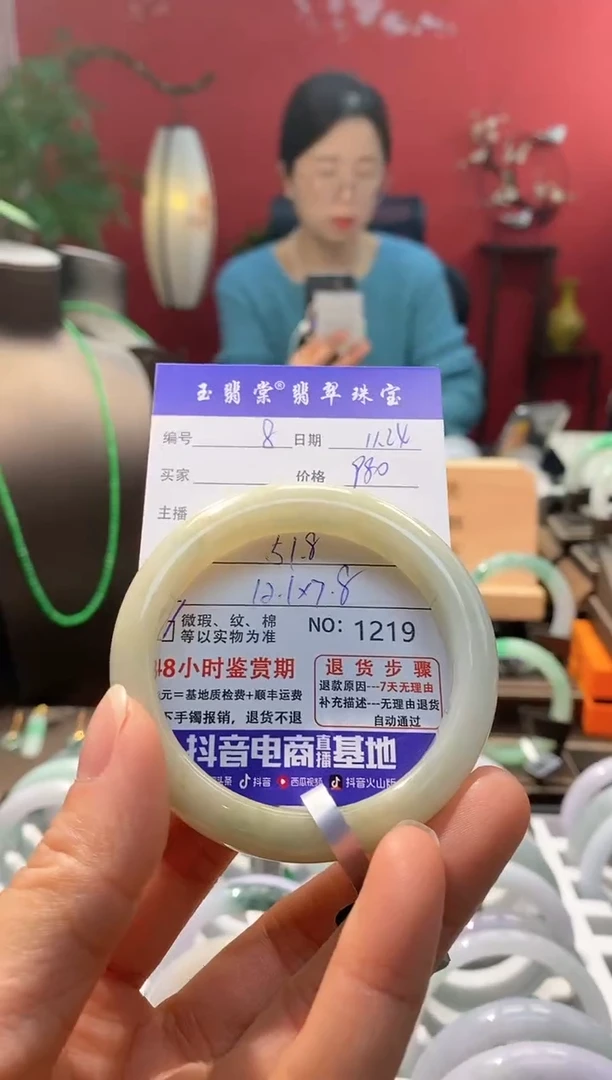 玉翡棠®翡翠珠宝
编号 8 日期 11.24
买家 价格 980
主播
51.8
12.1×7.8
微瑕、纹、棉
等以实物为准
NO: 1219
48小时鉴赏期
元=基地质检费+顺丰运费
下手镯报销，退货不退
退货步骤
退款原因---7天无理由
补充描述---无理由退货
自动通过
抖音电商直播基地
头条 抖音 西瓜视频 抖音火山版